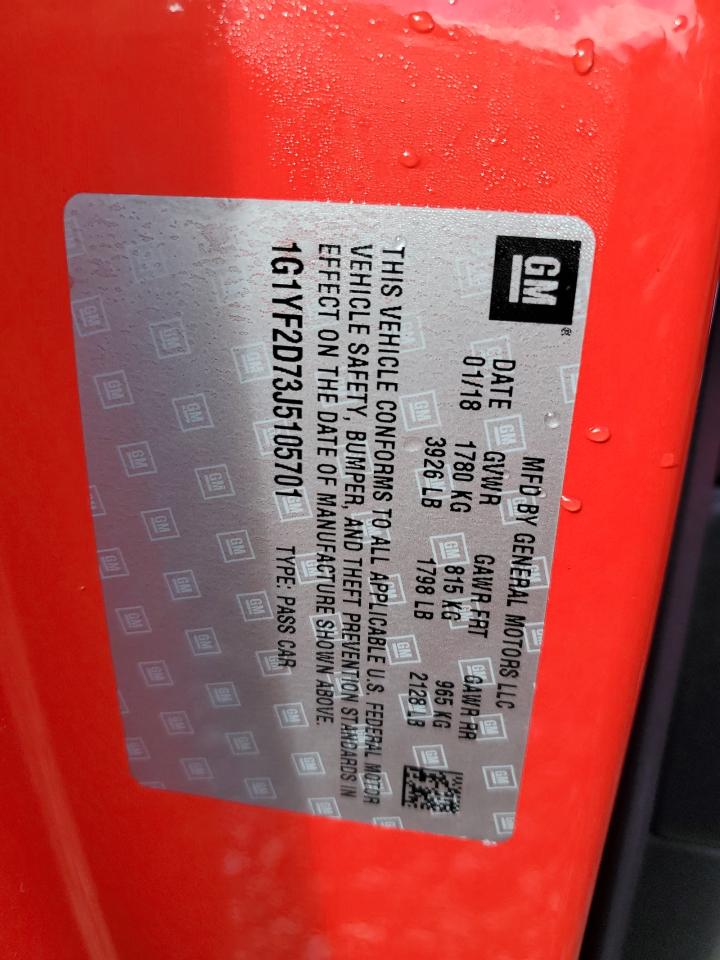 GM®
MFD BY GENERAL MOTORS LLC
DATE GVWR GAWR FRT GAWR RR
01/18 1780 KG 815 KG 965 KG
3926 LB 1798 LB 2128 LB
THIS VEHICLE CONFORMS TO ALL APPLICABLE U.S. FEDERAL MOTOR
VEHICLE SAFETY, BUMPER, AND THEFT PREVENTION STANDARDS IN
EFFECT ON THE DATE OF MANUFACTURE SHOWN ABOVE.
1G1YF2D73J5105701 TYPE: PASS CAR